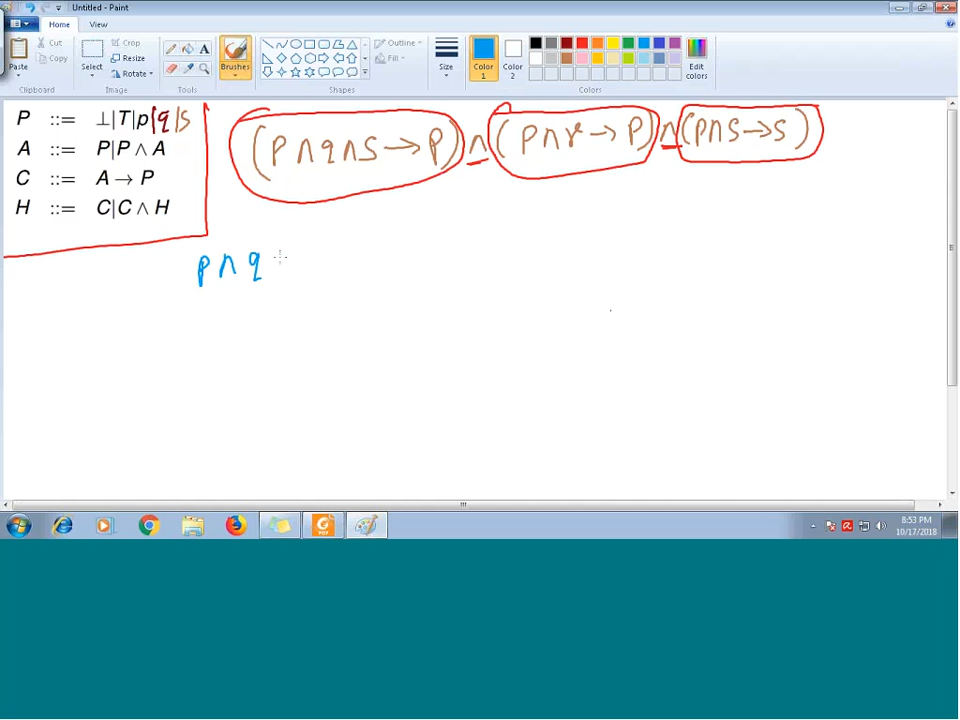 Untitled - Paint
Home View
Cut
Copy
Paste
Clipboard
Select
Crop
Resize
Rotate
Image
A
Tools
Brushes
Outline
Fill
Shapes
Size
Color 1
Color 2
Edit colors
Colors
P ::= ⊥|T|p|q|s
A ::= P|P ∧ A
C ::= A → P
H ::= C|C ∧ H
(p ∧ q ∧ s → p) ∧ (p ∧ r → p) ∧ (p ∧ s → s)
p ∧ q
PDF
8:53 PM
10/17/2018